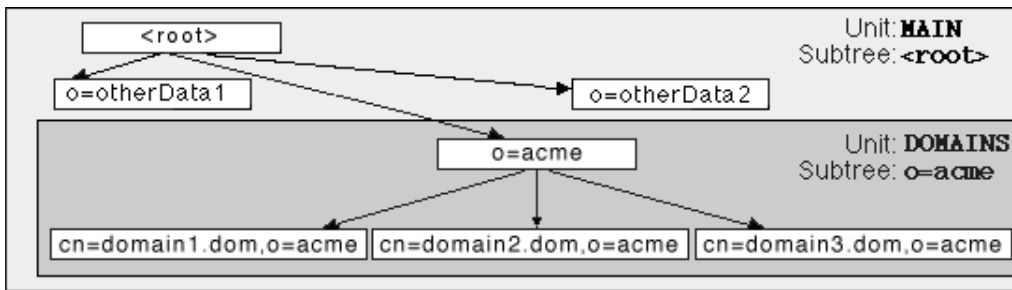 <root>
Unit: MAIN
Subtree: <root>
o=otherData1
o=otherData2
o=acme
Unit: DOMAINS
Subtree: o=acme
cn=domain1.dom,o=acme
cn=domain2.dom,o=acme
cn=domain3.dom,o=acme